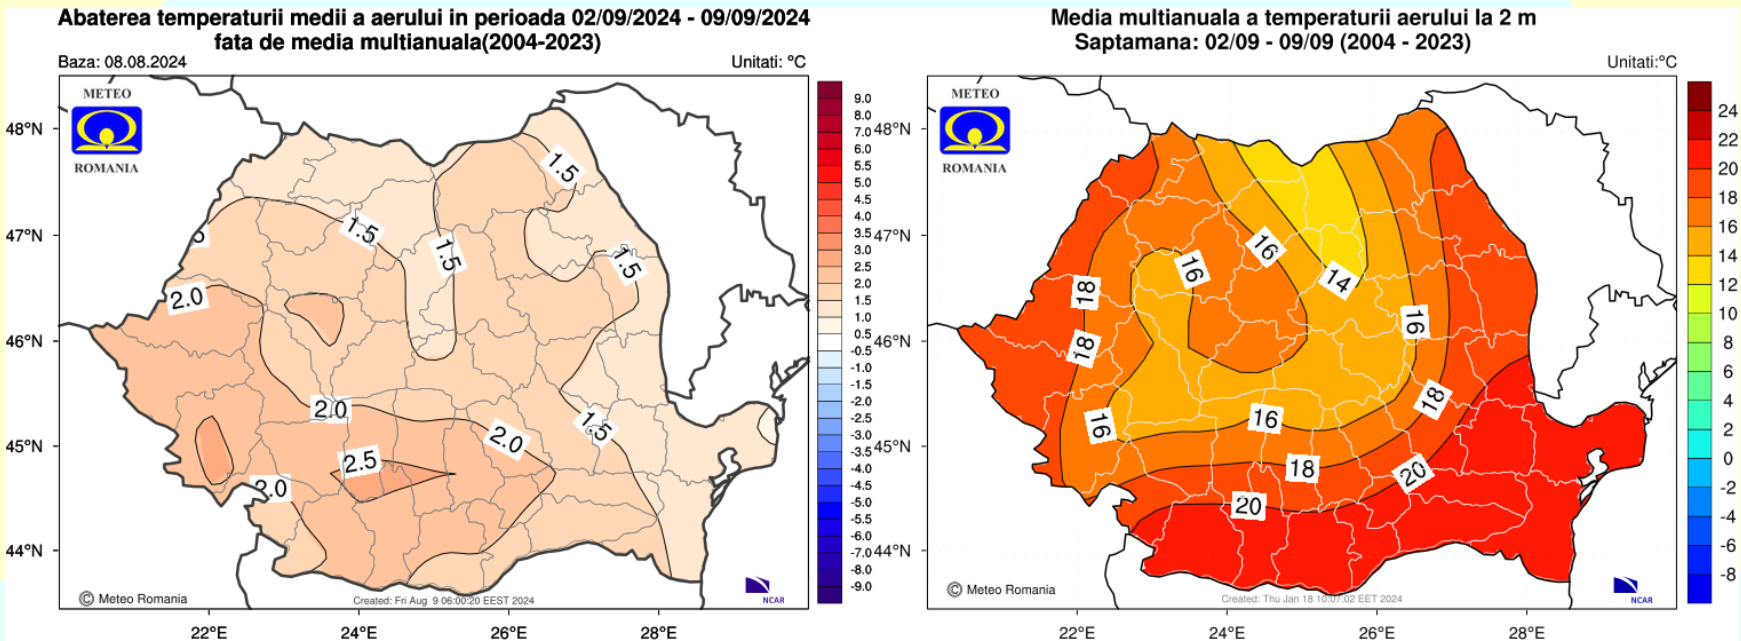 Abaterea temperaturii medii a aerului in perioada 02/09/2024 - 09/09/2024
fata de media multianuala(2004-2023)
Baza: 08.08.2024
Unitati: °C
METEO
ROMANIA
48°N
47°N
46°N
45°N
44°N
22°E
24°E
26°E
28°E
1.5
1.5
1.5
1.5
2.0
2.0
2.0
1.5
2.5
2.0
9.0
8.0
7.0
6.0
5.5
5.0
4.5
4.0
3.5
3.0
2.5
2.0
1.5
1.0
0.5
-0.5
-1.0
-1.5
-2.0
-2.5
-3.0
-3.5
-4.0
-4.5
-5.0
-5.5
-6.0
-7.0
-8.0
-9.0
© Meteo Romania
Created: Fri Aug 9 06:00:20 EEST 2024
NCAR
Media multianuala a temperaturii aerului la 2 m
Saptamana: 02/09 - 09/09 (2004 - 2023)
Unitati:°C
METEO
ROMANIA
48°N
47°N
46°N
45°N
44°N
22°E
24°E
26°E
28°E
16
16
14
18
16
18
18
16
16
18
20
20
24
22
20
18
16
14
12
10
8
6
4
2
0
-2
-4
-6
-8
© Meteo Romania
Created: Thu Jan 18 10:07:02 EET 2024
NCAR